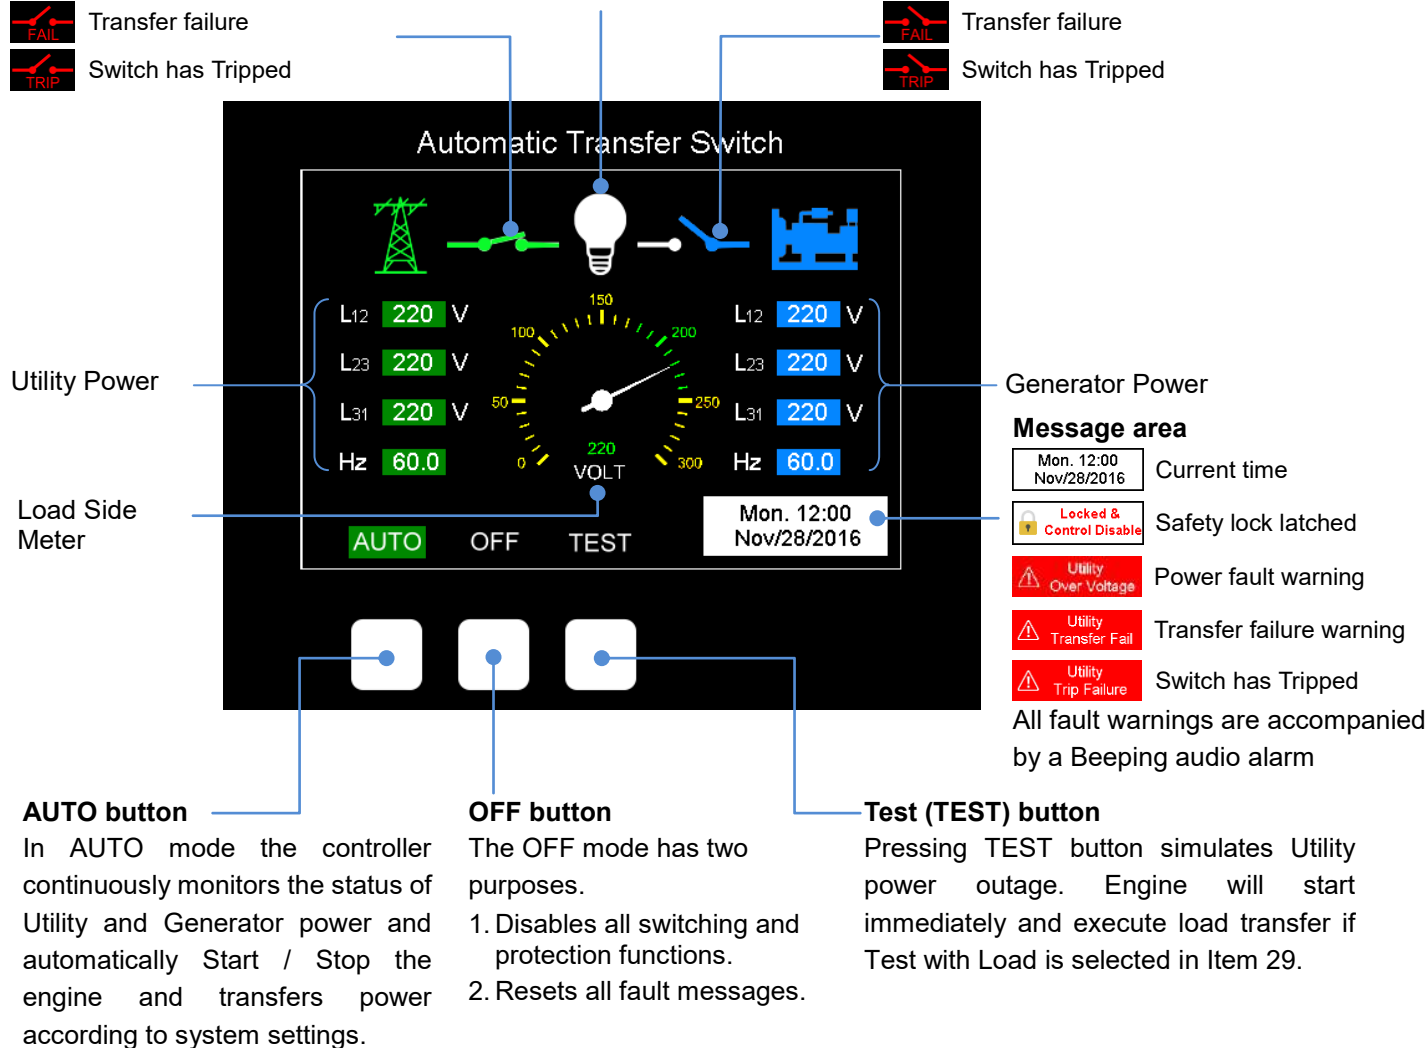 FAIL Transfer failure
TRIP Switch has Tripped
FAIL Transfer failure
TRIP Switch has Tripped
Automatic Transfer Switch
L12 220 V
L23 220 V
L31 220 V
Hz 60.0
0
50
100
150
200
250
300
220
VOLT
L12 220 V
L23 220 V
L31 220 V
Hz 60.0
AUTO OFF TEST
Mon. 12:00
Nov/28/2016
Utility Power
Load Side
Meter
Generator Power
Message area
Mon. 12:00
Nov/28/2016
Current time
Locked &
Control Disable
Safety lock latched
Utility
Over Voltage
Power fault warning
Utility
Transfer Fail
Transfer failure warning
Utility
Trip Failure
Switch has Tripped
All fault warnings are accompanied
by a Beeping audio alarm
AUTO button
In AUTO mode the controller
continuously monitors the status of
Utility and Generator power and
automatically Start / Stop the
engine and transfers power
according to system settings.
OFF button
The OFF mode has two
purposes.
1. Disables all switching and
protection functions.
2. Resets all fault messages.
Test (TEST) button
Pressing TEST button simulates Utility
power outage. Engine will start
immediately and execute load transfer if
Test with Load is selected in Item 29.